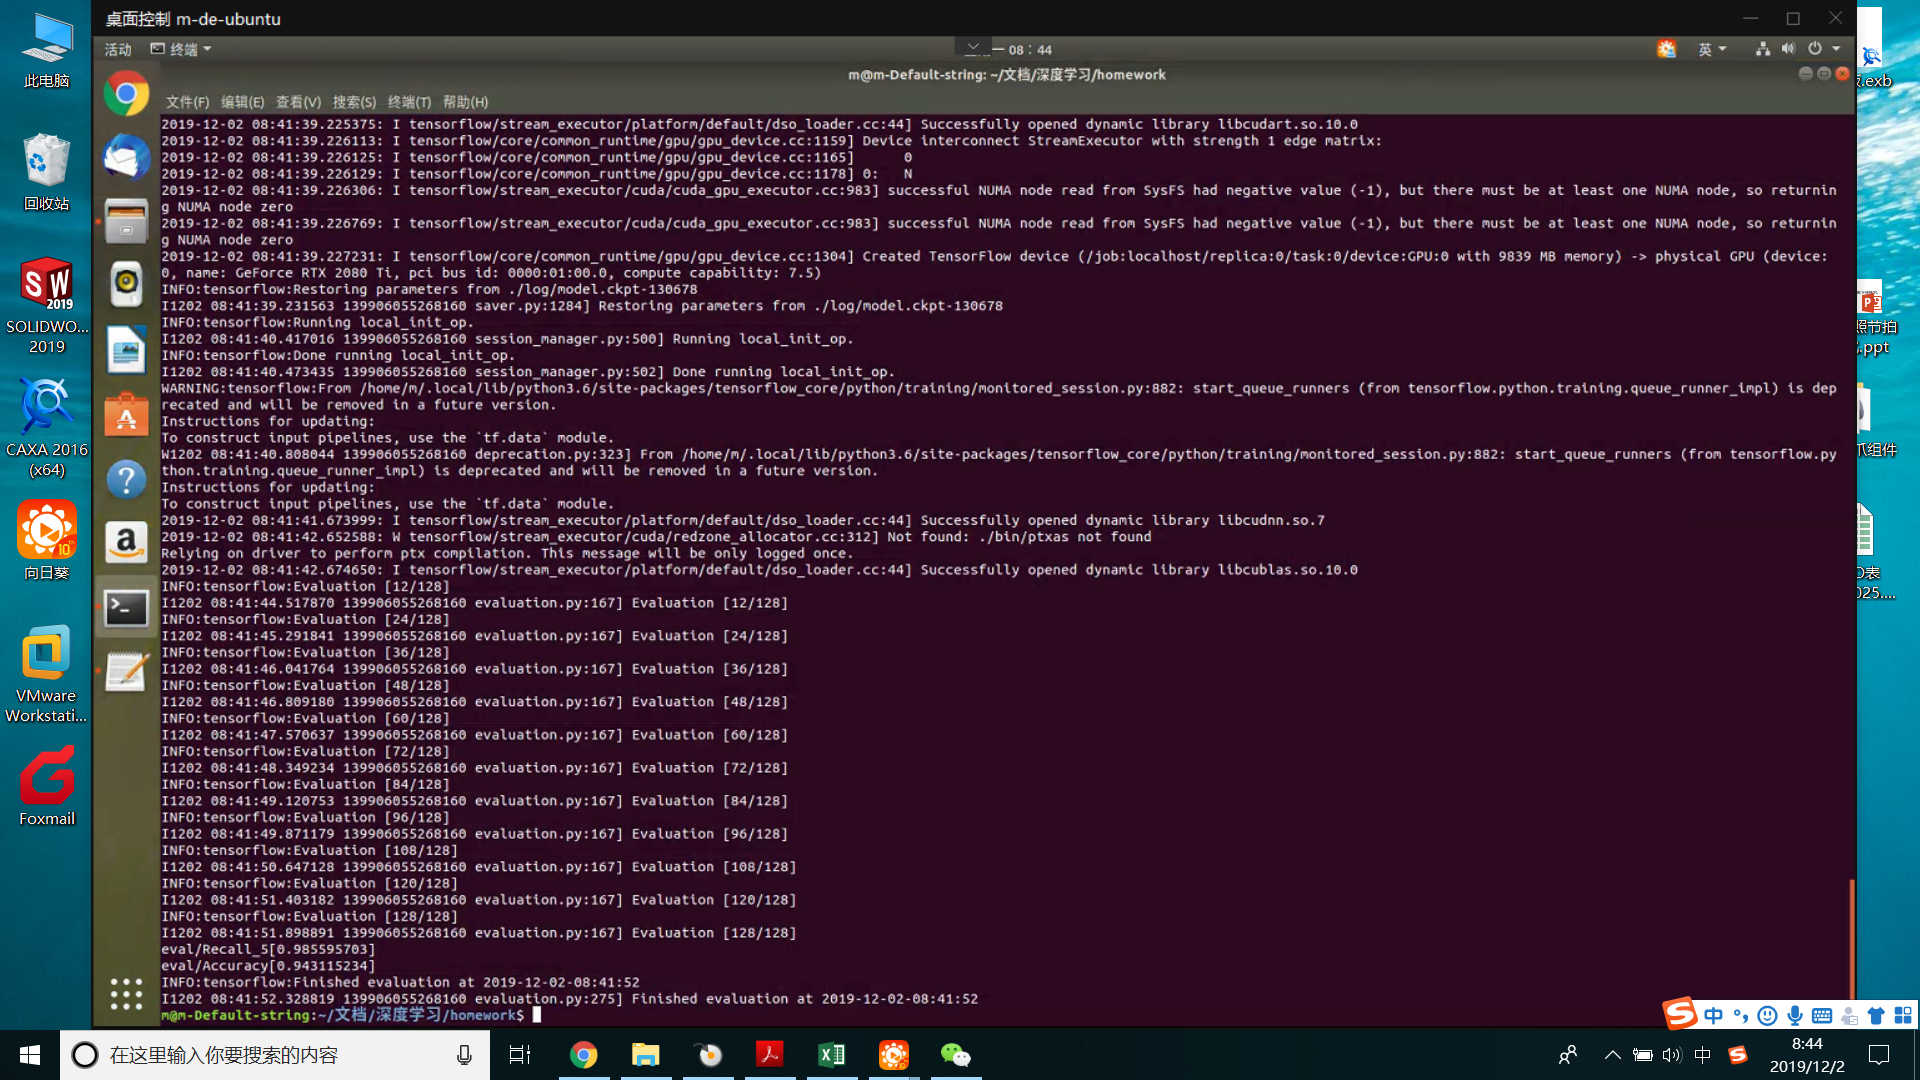 桌面控制 m-de-ubuntu
活动 终端 一 08：44 英
m@m-Default-string: ~/文档/深度学习/homework
文件(F) 编辑(E) 查看(V) 搜索(S) 终端(T) 帮助(H)
2019-12-02 08:41:39.225375: I tensorflow/stream_executor/platform/default/dso_loader.cc:44] Successfully opened dynamic library libcudart.so.10.0
2019-12-02 08:41:39.226113: I tensorflow/core/common_runtime/gpu/gpu_device.cc:1159] Device interconnect StreamExecutor with strength 1 edge matrix:
2019-12-02 08:41:39.226125: I tensorflow/core/common_runtime/gpu/gpu_device.cc:1165]      0
2019-12-02 08:41:39.226129: I tensorflow/core/common_runtime/gpu/gpu_device.cc:1178] 0:   N
2019-12-02 08:41:39.226306: I tensorflow/stream_executor/cuda/cuda_gpu_executor.cc:983] successful NUMA node read from SysFS had negative value (-1), but there must be at least one NUMA node, so returnin
g NUMA node zero
2019-12-02 08:41:39.226769: I tensorflow/stream_executor/cuda/cuda_gpu_executor.cc:983] successful NUMA node read from SysFS had negative value (-1), but there must be at least one NUMA node, so returnin
g NUMA node zero
2019-12-02 08:41:39.227231: I tensorflow/core/common_runtime/gpu/gpu_device.cc:1304] Created TensorFlow device (/job:localhost/replica:0/task:0/device:GPU:0 with 9839 MB memory) -> physical GPU (device:
0, name: GeForce RTX 2080 Ti, pci bus id: 0000:01:00.0, compute capability: 7.5)
INFO:tensorflow:Restoring parameters from ./log/model.ckpt-130678
I1202 08:41:39.231563 139906055268160 saver.py:1284] Restoring parameters from ./log/model.ckpt-130678
INFO:tensorflow:Running local_init_op.
I1202 08:41:40.417016 139906055268160 session_manager.py:500] Running local_init_op.
INFO:tensorflow:Done running local_init_op.
I1202 08:41:40.473435 139906055268160 session_manager.py:502] Done running local_init_op.
WARNING:tensorflow:From /home/m/.local/lib/python3.6/site-packages/tensorflow_core/python/training/monitored_session.py:882: start_queue_runners (from tensorflow.python.training.queue_runner_impl) is dep
recated and will be removed in a future version.
Instructions for updating:
To construct input pipelines, use the `tf.data` module.
W1202 08:41:40.808044 139906055268160 deprecation.py:323] From /home/m/.local/lib/python3.6/site-packages/tensorflow_core/python/training/monitored_session.py:882: start_queue_runners (from tensorflow.py
thon.training.queue_runner_impl) is deprecated and will be removed in a future version.
Instructions for updating:
To construct input pipelines, use the `tf.data` module.
2019-12-02 08:41:41.673999: I tensorflow/stream_executor/platform/default/dso_loader.cc:44] Successfully opened dynamic library libcudnn.so.7
2019-12-02 08:41:42.652588: W tensorflow/stream_executor/cuda/redzone_allocator.cc:312] Not found: ./bin/ptxas not found
Relying on driver to perform ptx compilation. This message will be only logged once.
2019-12-02 08:41:42.674650: I tensorflow/stream_executor/platform/default/dso_loader.cc:44] Successfully opened dynamic library libcublas.so.10.0
INFO:tensorflow:Evaluation [12/128]
I1202 08:41:44.517870 139906055268160 evaluation.py:167] Evaluation [12/128]
INFO:tensorflow:Evaluation [24/128]
I1202 08:41:45.291841 139906055268160 evaluation.py:167] Evaluation [24/128]
INFO:tensorflow:Evaluation [36/128]
I1202 08:41:46.041764 139906055268160 evaluation.py:167] Evaluation [36/128]
INFO:tensorflow:Evaluation [48/128]
I1202 08:41:46.809180 139906055268160 evaluation.py:167] Evaluation [48/128]
INFO:tensorflow:Evaluation [60/128]
I1202 08:41:47.570637 139906055268160 evaluation.py:167] Evaluation [60/128]
INFO:tensorflow:Evaluation [72/128]
I1202 08:41:48.349234 139906055268160 evaluation.py:167] Evaluation [72/128]
INFO:tensorflow:Evaluation [84/128]
I1202 08:41:49.120753 139906055268160 evaluation.py:167] Evaluation [84/128]
INFO:tensorflow:Evaluation [96/128]
I1202 08:41:49.871179 139906055268160 evaluation.py:167] Evaluation [96/128]
INFO:tensorflow:Evaluation [108/128]
I1202 08:41:50.647128 139906055268160 evaluation.py:167] Evaluation [108/128]
INFO:tensorflow:Evaluation [120/128]
I1202 08:41:51.403182 139906055268160 evaluation.py:167] Evaluation [120/128]
INFO:tensorflow:Evaluation [128/128]
I1202 08:41:51.898891 139906055268160 evaluation.py:167] Evaluation [128/128]
eval/Recall_5[0.985595703]
eval/Accuracy[0.943115234]
INFO:tensorflow:Finished evaluation at 2019-12-02-08:41:52
I1202 08:41:52.328819 139906055268160 evaluation.py:275] Finished evaluation at 2019-12-02-08:41:52
m@m-Default-string:~/文档/深度学习/homework$
此电脑
回收站
SOLIDWO...
2019
CAXA 2016
(x64)
向日葵
VMware
Workstati...
Foxmail
.exb
照节拍
.ppt
爪组件
O表
025....
中
在这里输入你要搜索的内容
中
8:44
2019/12/2